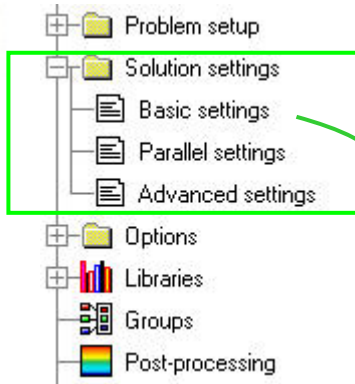 Problem setup
Solution settings
Basic settings
Parallel settings
Advanced settings
Options
Libraries
Groups
Post-processing